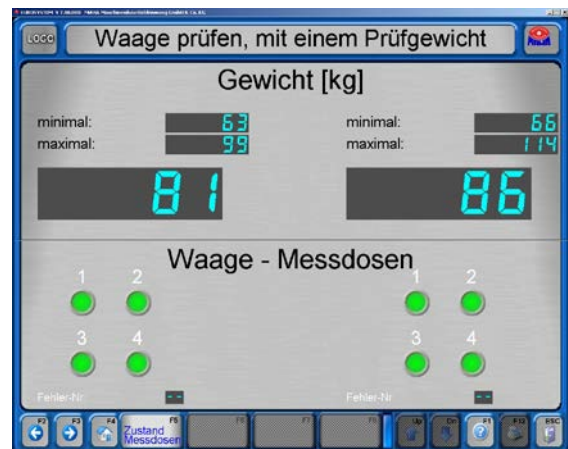 LOGO
Waage prüfen, mit einem Prüfgewicht
Gewicht [kg]
minimal: 63 minimal: 66
maximal: 99 maximal: 114
81 86
Waage - Messdosen
1 2 1 2
3 4 3 4
Fehler-Nr -- Fehler-Nr --
F2 F3 F4 F5 F6 F7 F8 Up Dn F1 F12 ESC
Zustand
Messdosen